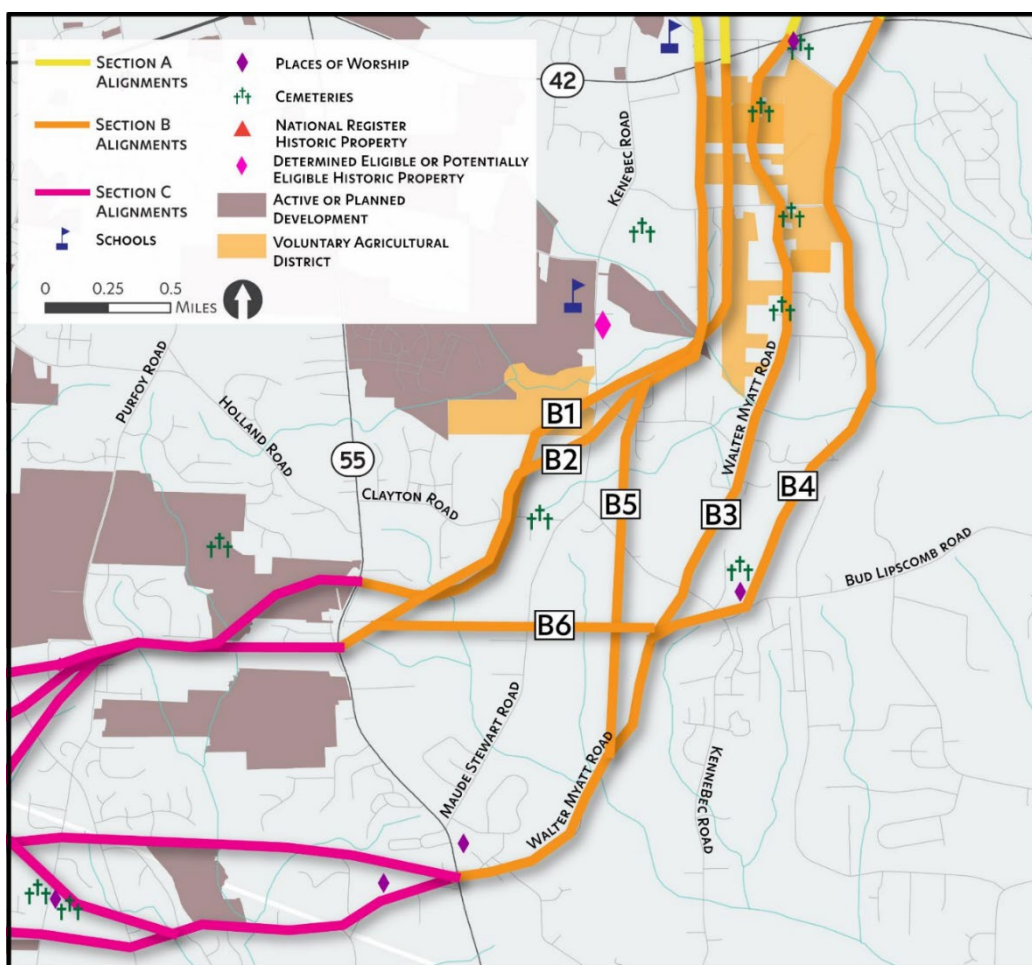 SECTION A
ALIGNMENTS
SECTION B
ALIGNMENTS
SECTION C
ALIGNMENTS
SCHOOLS
0 0.25 0.5
MILES
PLACES OF WORSHIP
CEMETERIES
NATIONAL REGISTER
HISTORIC PROPERTY
DETERMINED ELIGIBLE OR POTENTIALLY
ELIGIBLE HISTORIC PROPERTY
ACTIVE OR PLANNED
DEVELOPMENT
VOLUNTARY AGRICULTURAL
DISTRICT
42
KENEBEC ROAD
PURFOY ROAD
HOLLAND ROAD
55
CLAYTON ROAD
B1
B2
B5
B3
B4
WALTER MYATT ROAD
BUD LIPSCOMB ROAD
B6
MAUDE STEWART ROAD
WALTER MYATT ROAD
KENNEBEC ROAD